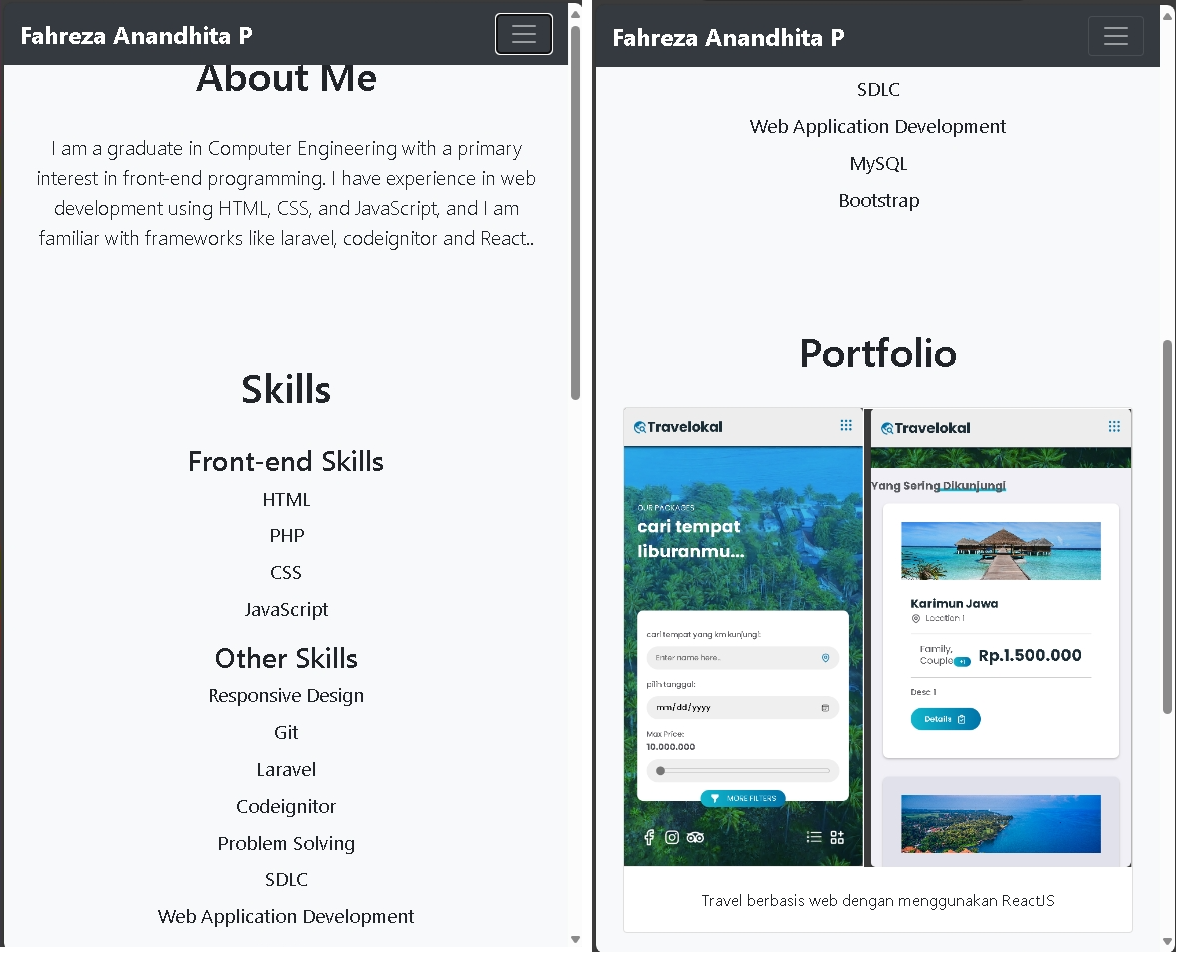 Fahreza Anandhita P
About Me
I am a graduate in Computer Engineering with a primary
interest in front-end programming. I have experience in web
development using HTML, CSS, and JavaScript, and I am
familiar with frameworks like laravel, codeignitor and React..
Skills
Front-end Skills
HTML
PHP
CSS
JavaScript
Other Skills
Responsive Design
Git
Laravel
Codeignitor
Problem Solving
SDLC
Web Application Development
Fahreza Anandhita P
SDLC
Web Application Development
MySQL
Bootstrap
Portfolio
Travelokal
OUR PACKAGES
cari tempat
liburanmu...
cari tempat yang km kunjungi:
Enter name here..
pilih tanggal:
mm/dd/yyyy
Max Price:
10.000.000
MORE FILTERS
Travelokal
Yang Sering Dikunjungi
Karimun Jawa
Location 1
Family,
Couple +1
Rp.1.500.000
Desc 1
Details
Travel berbasis web dengan menggunakan ReactJS